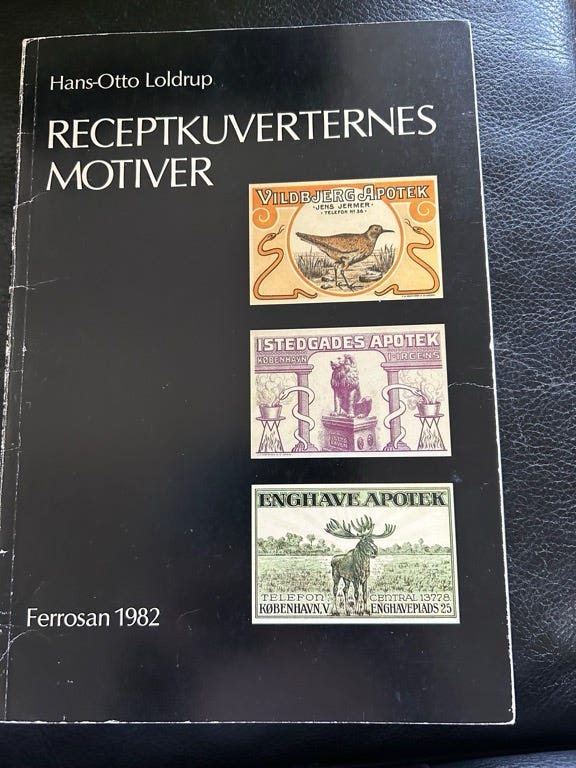 Hans-Otto Loldrup
RECEPTKUVERTERNES
MOTIVER
VILDBJERG APOTEK
·JENS JERMER·
·TELEFON Nº 36·
ISTEDGADES APOTEK
KØBENHAVN
I·IRGENS
ENGHAVE APOTEK
TELEFON
CENTRAL 13778
KØBENHAVN, V
ENGHAVEPLADS 25
Ferrosan 1982